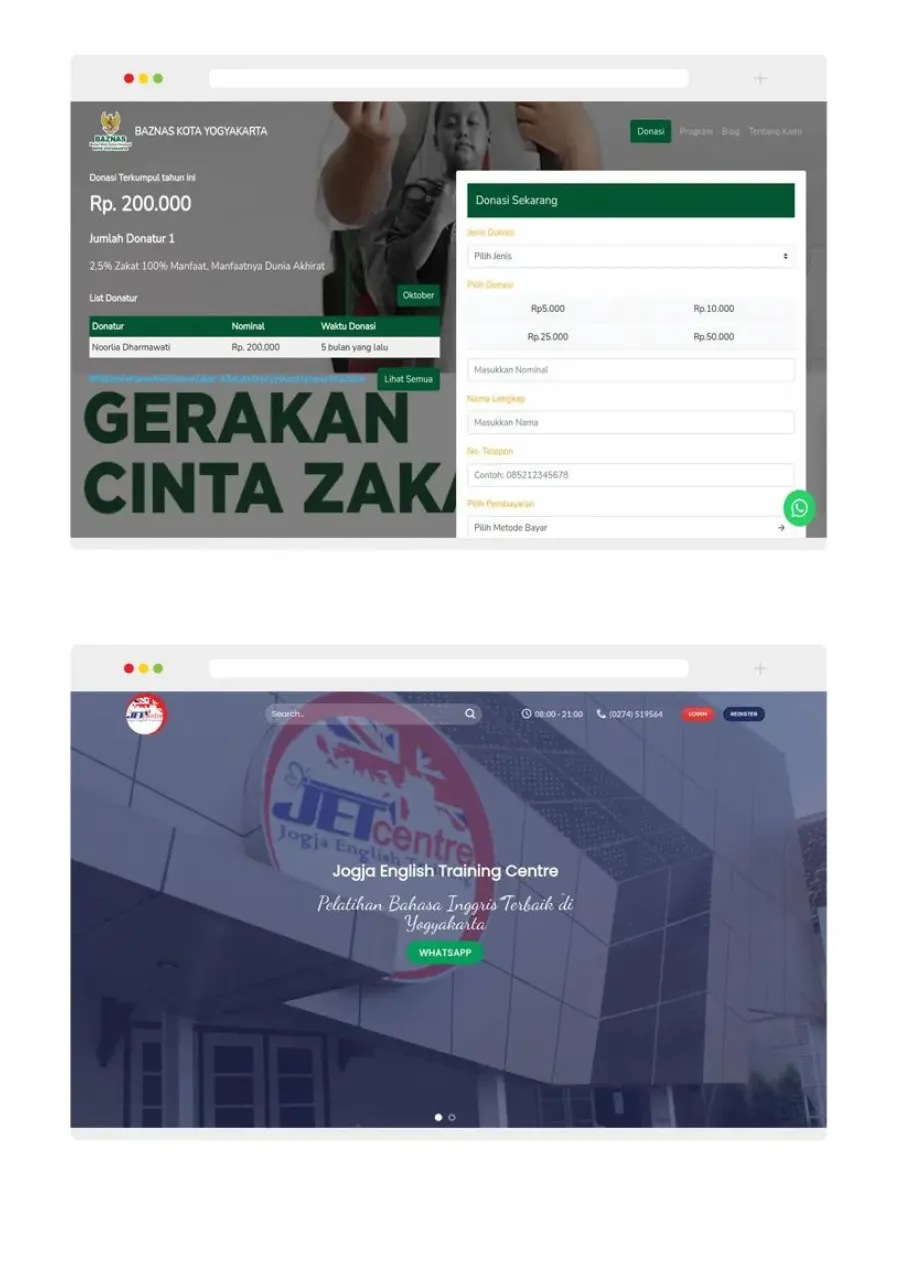 BAZNAS
BAZNAS KOTA YOGYAKARTA
Donasi
Program
Blog
Tentang Kami
Donasi Terkumpul tahun ini
Rp. 200.000
Jumlah Donatur 1
2,5% Zakat 100% Manfaat, Manfaatnya Dunia Akhirat
List Donatur
Oktober
Donatur Nominal Waktu Donasi
Noorlia Dharmawati Rp. 200.000 5 bulan yang lalu
Lihat Semua
GERAKAN
CINTA ZAKA
Donasi Sekarang
Jenis Donasi
Pilih Jenis
Pilih Donasi
Rp5.000 Rp.10.000
Rp.25.000 Rp.50.000
Masukkan Nominal
Nama Lengkap
Masukkan Nama
No. Telepon
Contoh: 085212345678
Pilih Pembayaran
Pilih Metode Bayar
JET centre
Search...
08:00 - 21:00
(0274) 519564
LOGIN
REGISTER
JET centre
Jogja English
Jogja English Training Centre
Pelatihan Bahasa Inggris Terbaik di
Yogyakarta
WHATSAPP